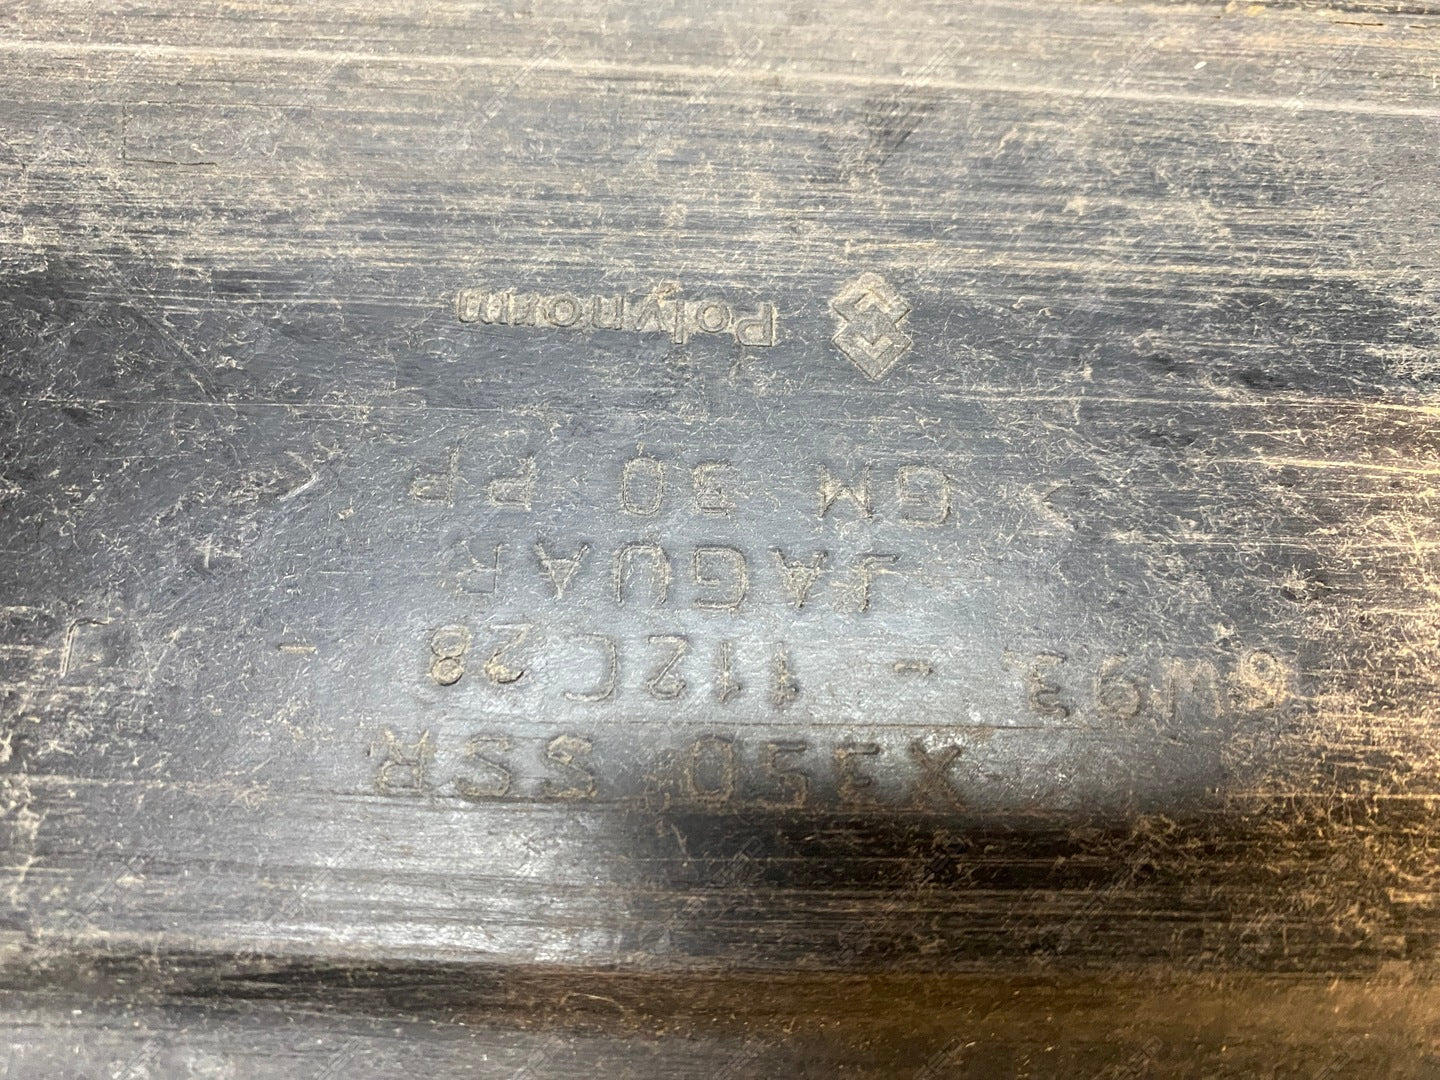 X350 SSR
6W93 - 112C28 -
JAGUAR
GM 30 PP
Polynorm